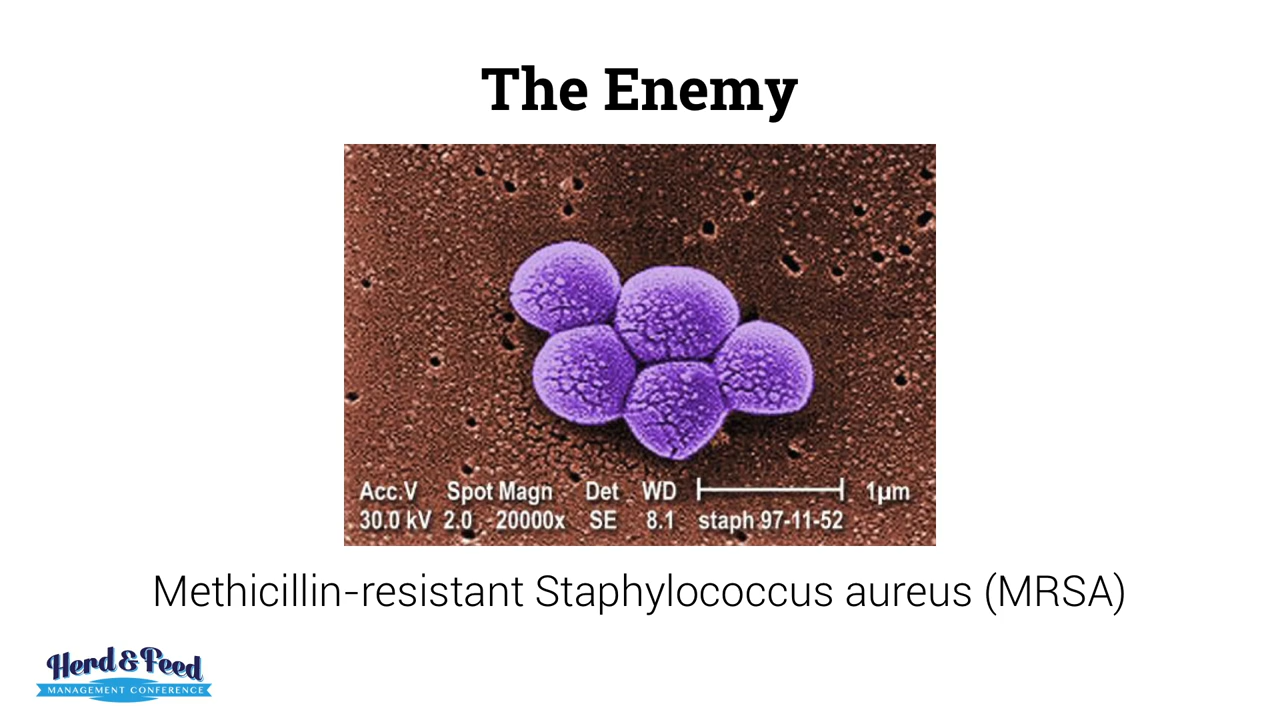 The Enemy
Acc.V Spot Magn Det WD 1µm
30.0 kV 2.0 20000x SE 8.1 staph 97-11-52
Methicillin-resistant Staphylococcus aureus (MRSA)
Herd & Feed
MANAGEMENT CONFERENCE